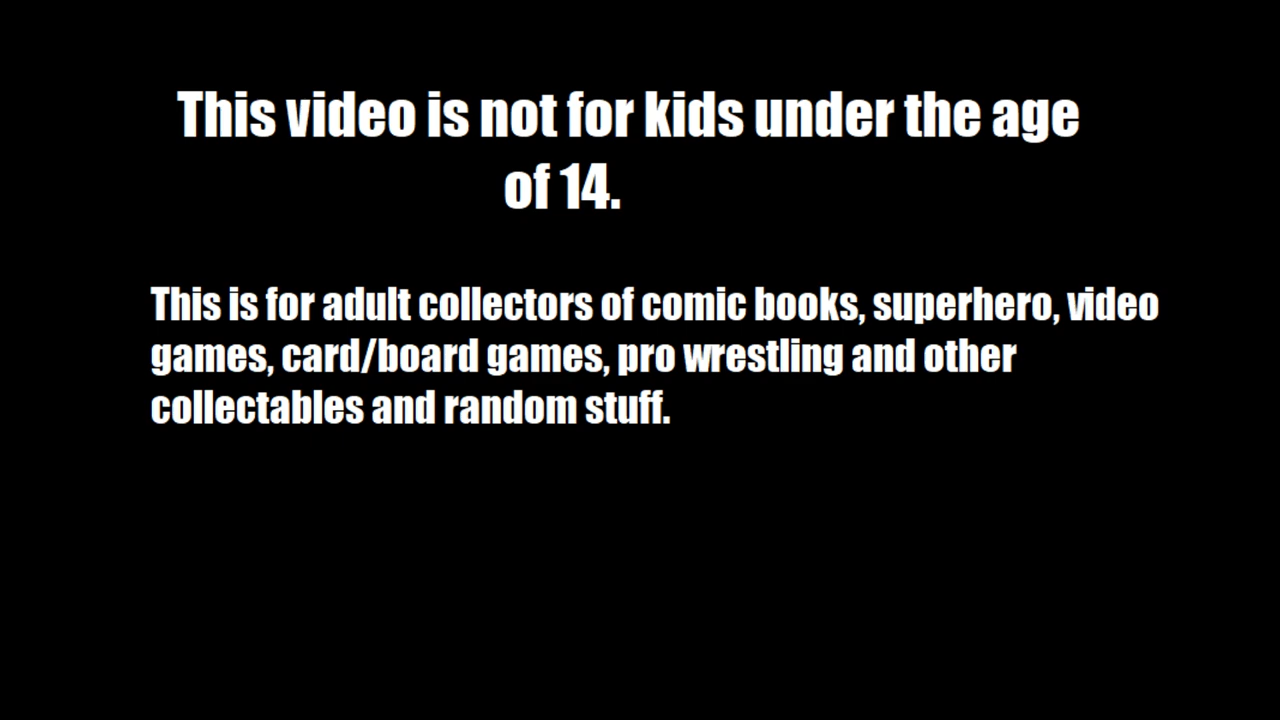 This video is not for kids under the age
of 14.
This is for adult collectors of comic books, superhero, video
games, card/board games, pro wrestling and other
collectables and random stuff.